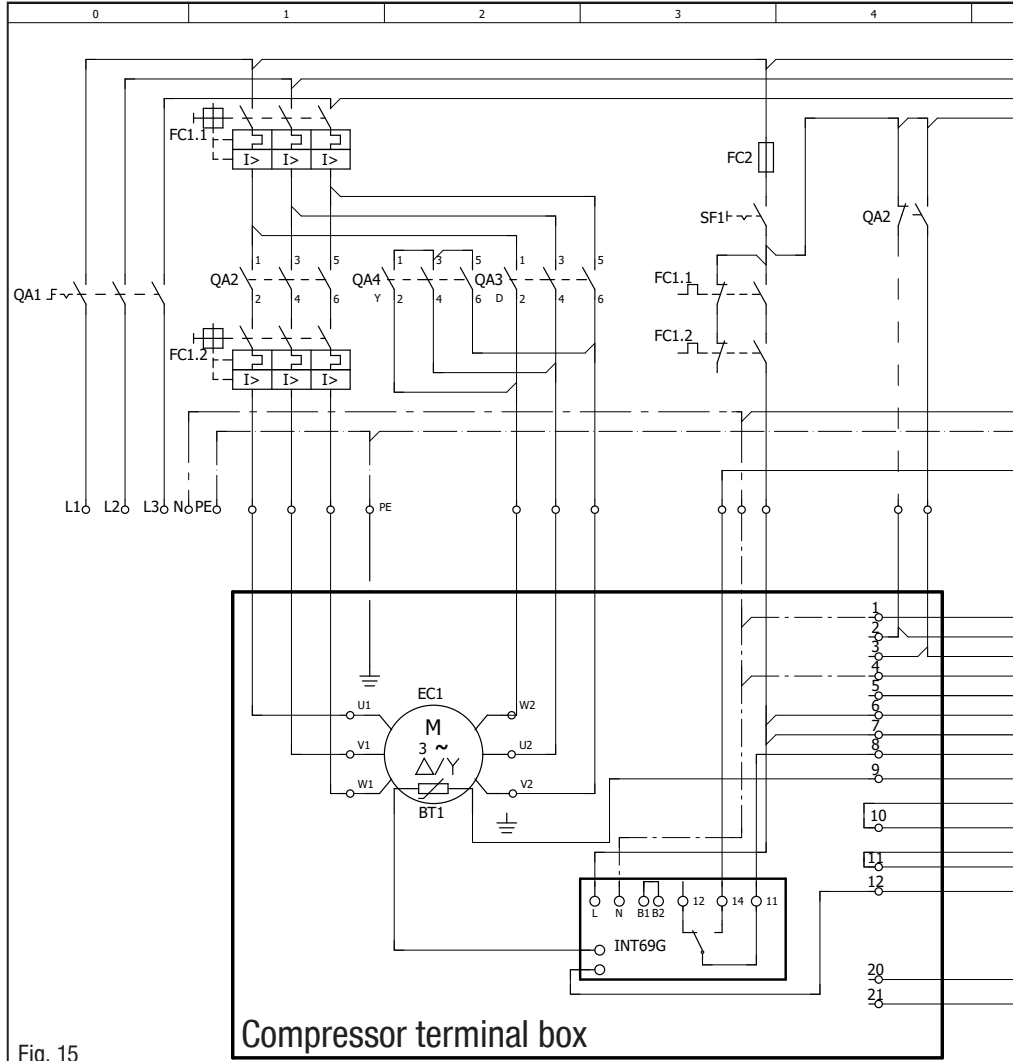 0 1 2 3 4
FC1.1
I> I> I>
FC2
SF1
QA2
QA1
QA2 1 3 5
2 4 6
QA4 1 3 5
Y 2 4 6
QA3 1 3 5
D 2 4 6
FC1.1
FC1.2
FC1.2
I> I> I>
L1 L2 L3 N PE
PE
1
2
3
4
5
6
7
8
9
10
11
12
20
21
EC1
M
3 ~
△/Y
BT1
U1
V1
W1
W2
U2
V2
L N B1 B2 12 14 11
INT69G
Compressor terminal box
Fig. 15